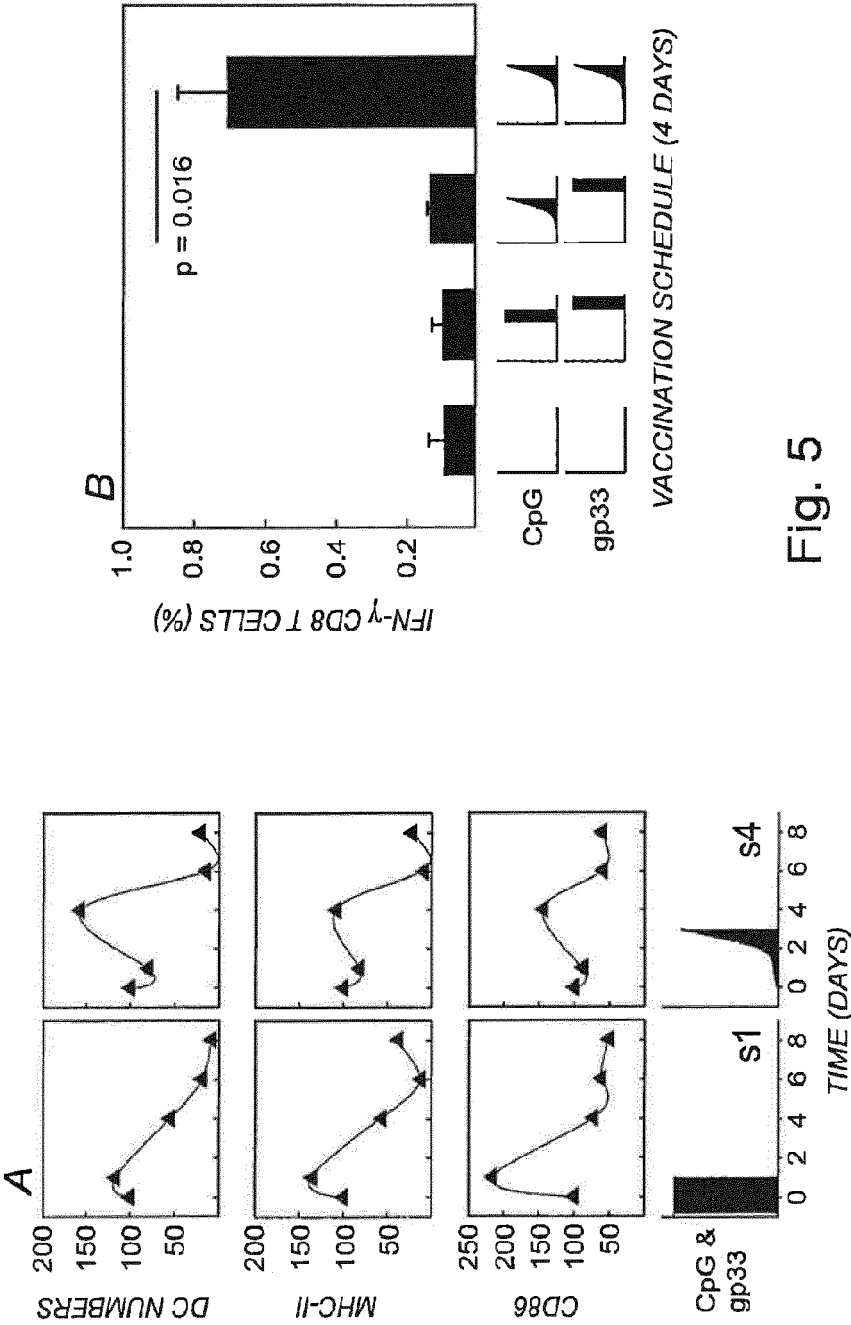 A
DC NUMBERS
200
150
100
50
MHC-II
200
150
100
50
CD86
250
200
150
100
50
CpG &
gp33
s1
s4
0 2 4 6 8 0 2 4 6 8
TIME (DAYS)
B
IFN-γ CD8 T CELLS (%)
1.0
0.8
0.6
0.4
0.2
p = 0.016
CpG
gp33
VACCINATION SCHEDULE (4 DAYS)
Fig. 5